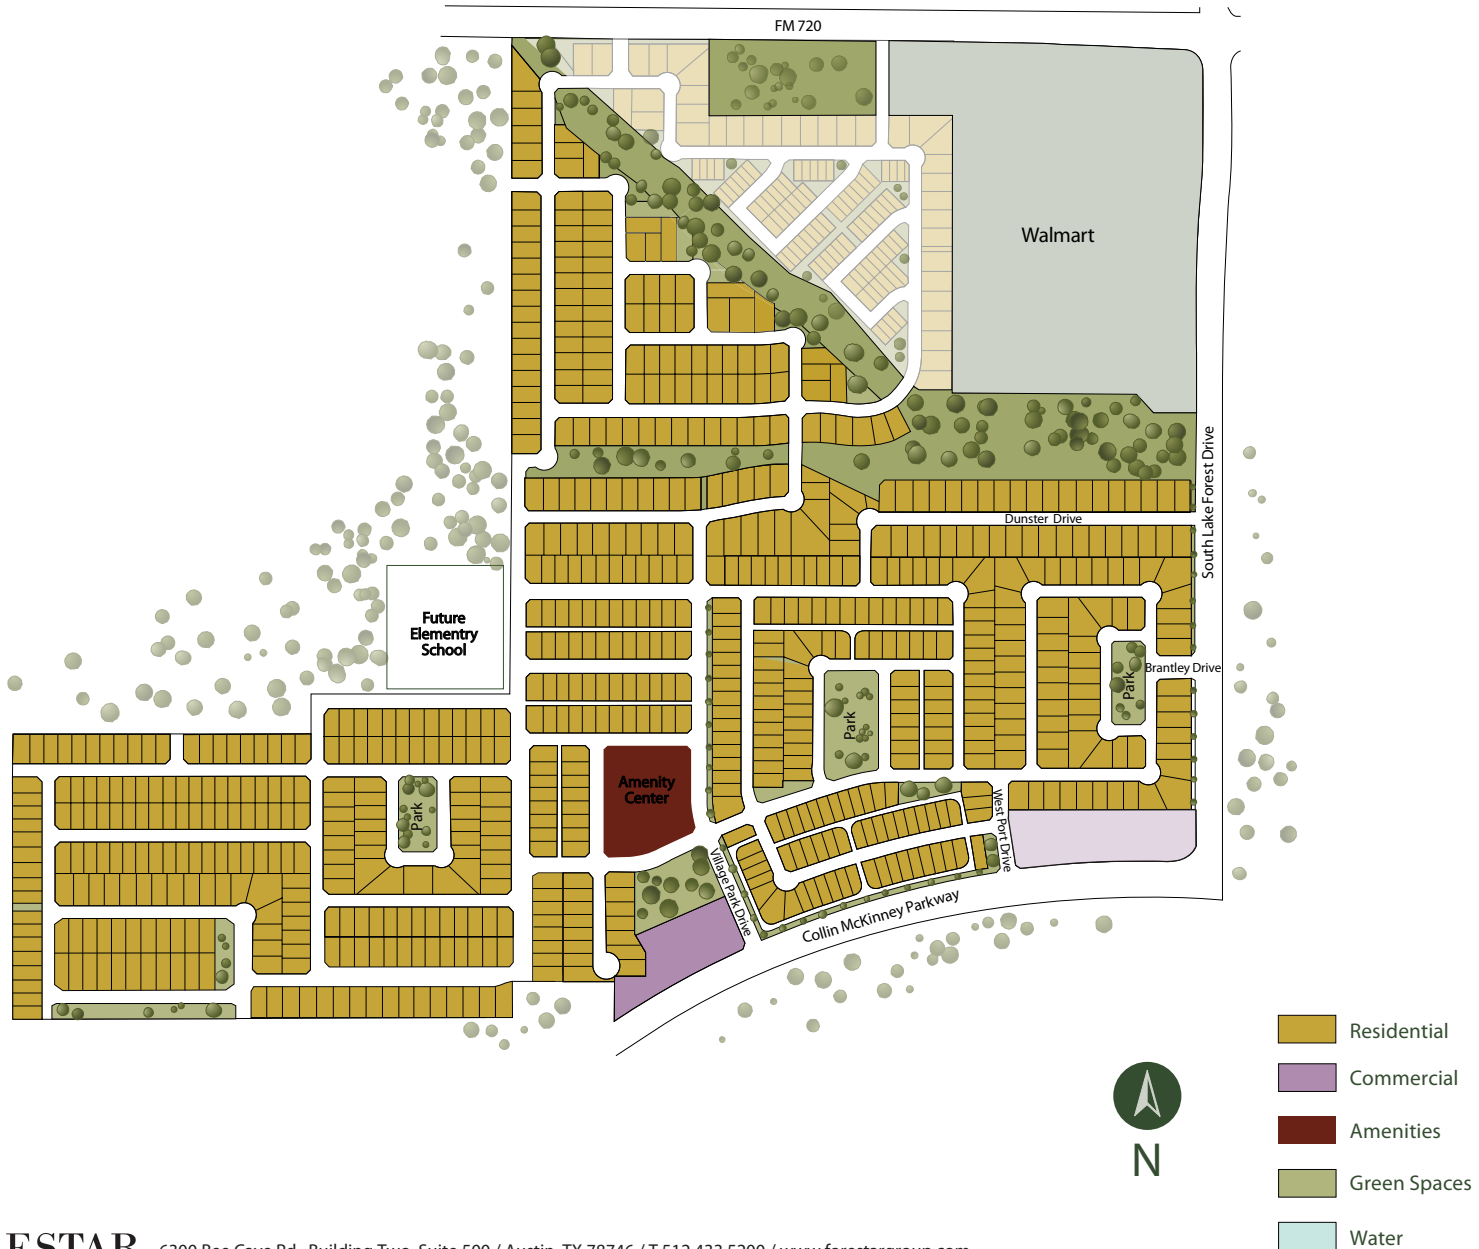 FM 720
Walmart
South Lake Forest Drive
Dunster Drive
Future
Elementry
School
Brantley Drive
Park
Park
Amenity
Center
Park
West Port Drive
Village Park Drive
Collin McKinney Parkway
Residential
Commercial
N
Amenities
Green Spaces
Water